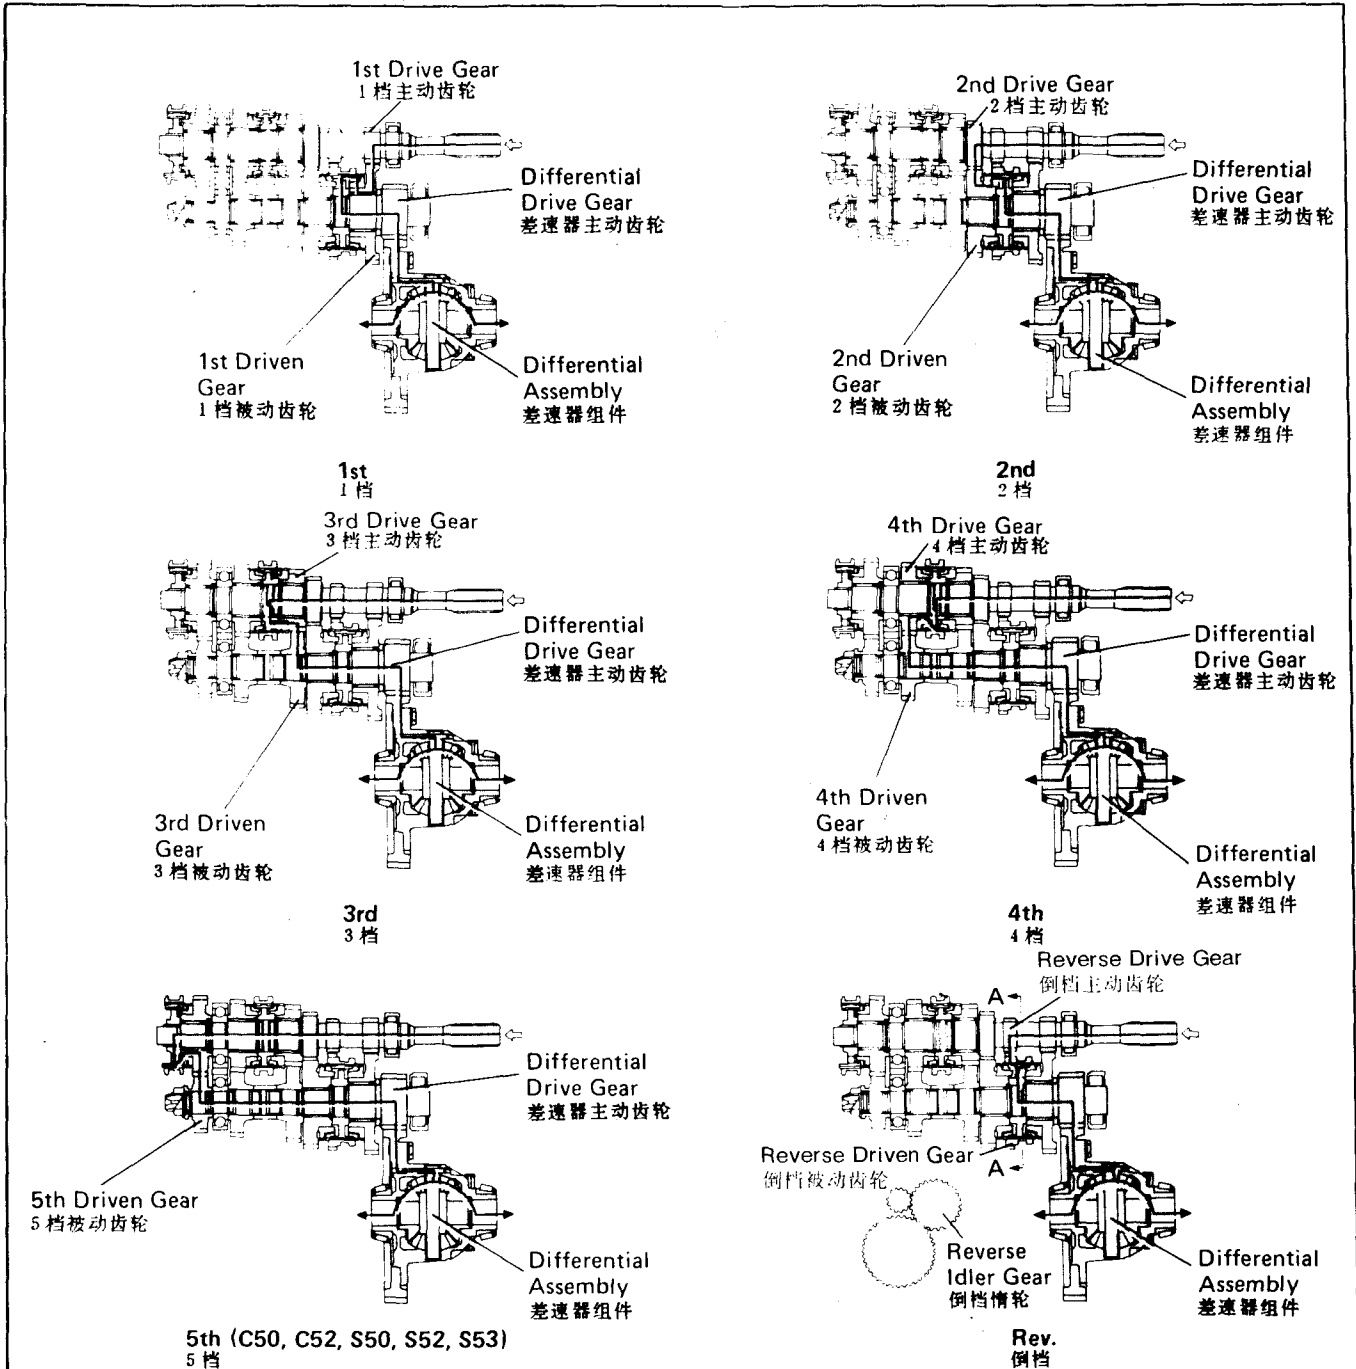 1st Drive Gear
1 档主动齿轮
Differential
Drive Gear
差速器主动齿轮
1st Driven
Gear
1 档被动齿轮
Differential
Assembly
差速器组件
1st
1 档
2nd Drive Gear
2 档主动齿轮
Differential
Drive Gear
差速器主动齿轮
2nd Driven
Gear
2 档被动齿轮
Differential
Assembly
差速器组件
2nd
2 档
3rd Drive Gear
3 档主动齿轮
Differential
Drive Gear
差速器主动齿轮
3rd Driven
Gear
3 档被动齿轮
Differential
Assembly
差速器组件
3rd
3 档
4th Drive Gear
4 档主动齿轮
Differential
Drive Gear
差速器主动齿轮
4th Driven
Gear
4 档被动齿轮
Differential
Assembly
差速器组件
4th
4 档
Differential
Drive Gear
差速器主动齿轮
5th Driven Gear
5 档被动齿轮
Differential
Assembly
差速器组件
5th (C50, C52, S50, S52, S53)
5 档
Reverse Drive Gear
倒档主动齿轮
A
Reverse Driven Gear
倒档被动齿轮
A
Reverse
Idler Gear
倒档惰轮
Differential
Assembly
差速器组件
Rev.
倒档